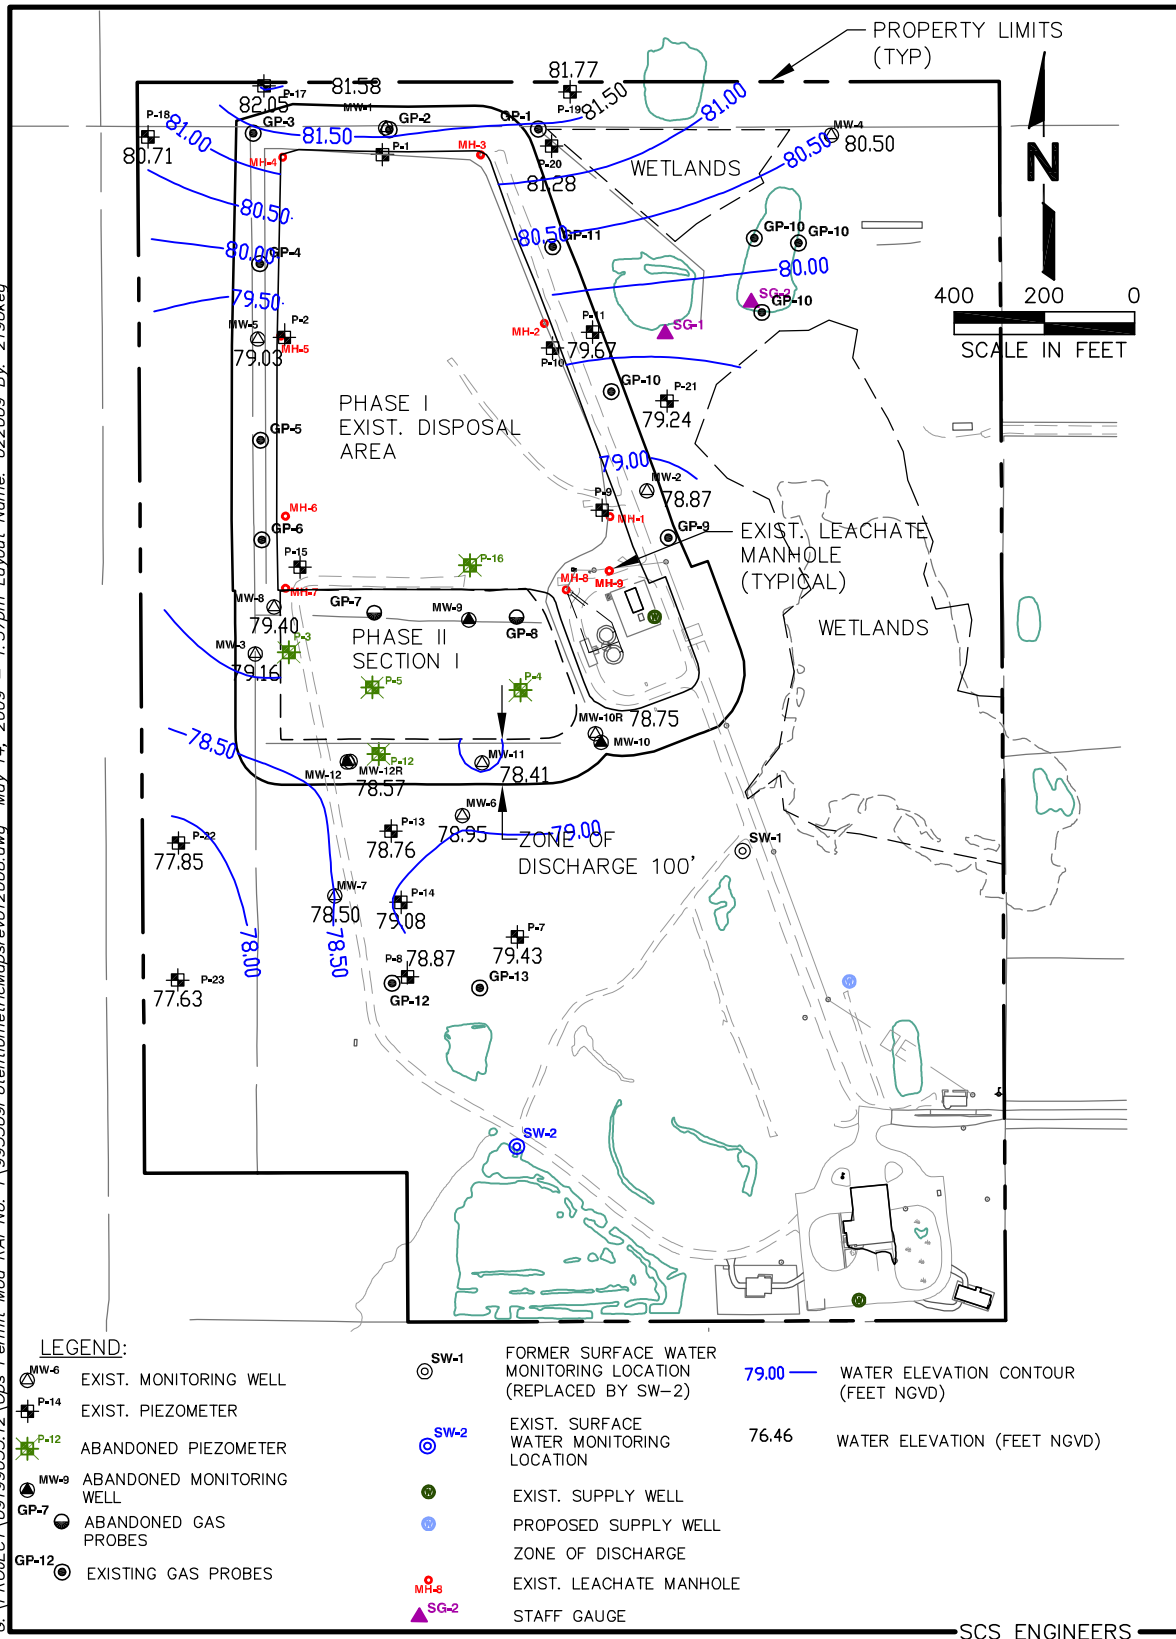 PROPERTY LIMITS
(TYP)
81.77
81.58
P-17
82.05
81.50
81.00
P-19
P-18
80.71
81.00
GP-3
81.50
MW-1
GP-2
GP-1
MW-4
80.50
80.50
P-1
MH-3
MH-4
P-20
81.28
WETLANDS
N
80.50
80.50
GP-11
GP-10
GP-10
80.00
GP-4
80.00
79.50
SG-2
GP-10
400 200 0
SCALE IN FEET
MW-5
P-2
79.03
MH-5
MH-2
P-11
79.67
P-10
SG-1
GP-10
P-21
79.24
PHASE I
EXIST. DISPOSAL
AREA
GP-5
79.00
MW-2
78.87
MH-6
P-9
MH-1
GP-9
GP-6
EXIST. LEACHATE
MANHOLE
(TYPICAL)
P-15
P-16
MH-8
MH-9
MH-7
MW-8
79.40
GP-7
MW-9
GP-8
WETLANDS
PHASE II
SECTION I
MW-3
79.16
P-3
P-5
P-4
78.75
MW-10R
MW-10
78.50
P-12
MW-12
MW-12R
78.57
MW-11
78.41
MW-6
78.95
79.00
P-13
78.76
ZONE OF
DISCHARGE 100'
SW-1
P-22
77.85
MW-7
78.50
P-14
79.08
78.00
78.50
P-7
79.43
P-8
78.87
GP-12
GP-13
P-23
77.63
SW-2
LEGEND:
MW-6
EXIST. MONITORING WELL
P-14
EXIST. PIEZOMETER
P-12
ABANDONED PIEZOMETER
MW-9
ABANDONED MONITORING
WELL
GP-7
ABANDONED GAS
PROBES
GP-12
EXISTING GAS PROBES
SW-1
FORMER SURFACE WATER
MONITORING LOCATION
(REPLACED BY SW-2)
SW-2
EXIST. SURFACE
WATER MONITORING
LOCATION
EXIST. SUPPLY WELL
PROPOSED SUPPLY WELL
ZONE OF DISCHARGE
MH-8
EXIST. LEACHATE MANHOLE
SG-2
STAFF GAUGE
79.00
WATER ELEVATION CONTOUR
(FEET NGVD)
76.46
WATER ELEVATION (FEET NGVD)
SCS ENGINEERS